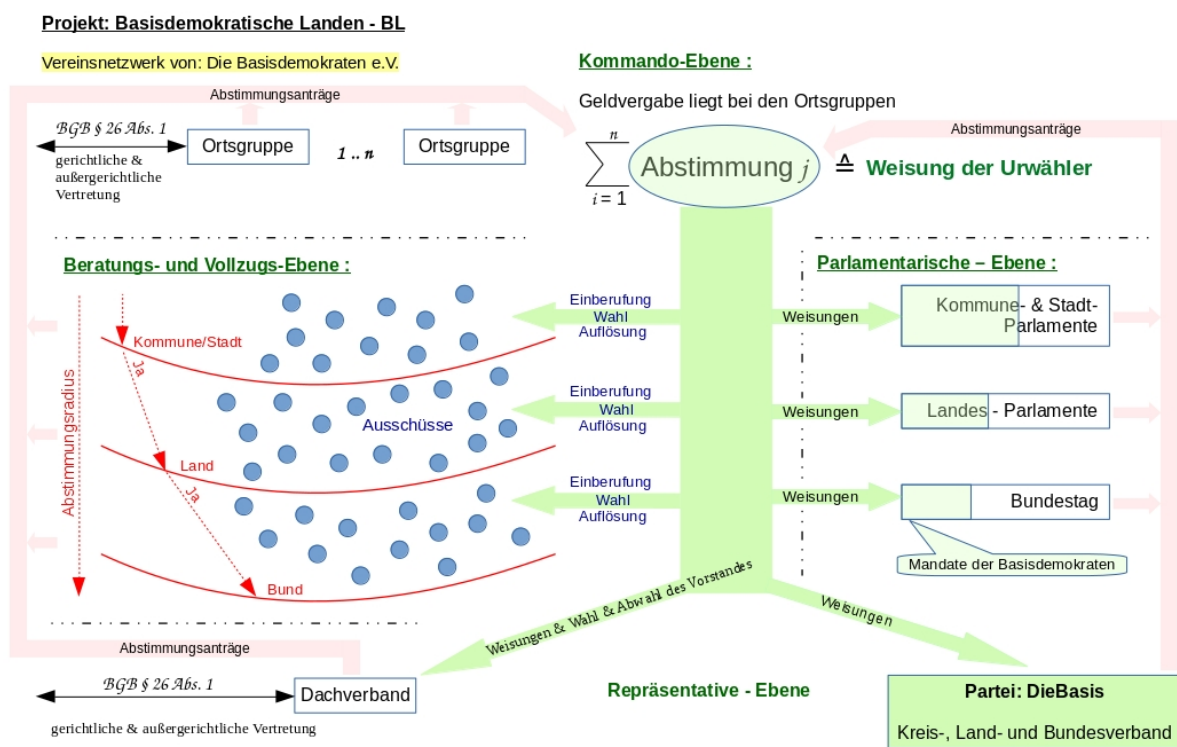 Projekt: Basisdemokratische Landen - BL
Vereinsnetzwerk von: Die Basisdemokraten e.V.
Kommando-Ebene :
Abstimmungsanträge
Geldvergabe liegt bei den Ortsgruppen
BGB § 26 Abs. 1
gerichtliche &
außergerichtliche
Vertretung
Ortsgruppe
1 .. n
Ortsgruppe
n
∑
i = 1
Abstimmung j
≙ Weisung der Urwähler
Abstimmungsanträge
Beratungs- und Vollzugs-Ebene :
Parlamentarische – Ebene :
Abstimmungsradius
Kommune/Stadt
Ja
Land
Ja
Bund
Ausschüsse
Einberufung
Wahl
Auflösung
Einberufung
Wahl
Auflösung
Einberufung
Wahl
Auflösung
Weisungen
Kommune- & Stadt-
Parlamente
Weisungen
Landes - Parlamente
Weisungen
Bundestag
Mandate der Basisdemokraten
Weisungen & Wahl & Abwahl des Vorstandes
Weisungen
Abstimmungsanträge
BGB § 26 Abs. 1
Dachverband
gerichtliche & außergerichtliche Vertretung
Repräsentative - Ebene
Partei: DieBasis
Kreis-, Land- und Bundesverband